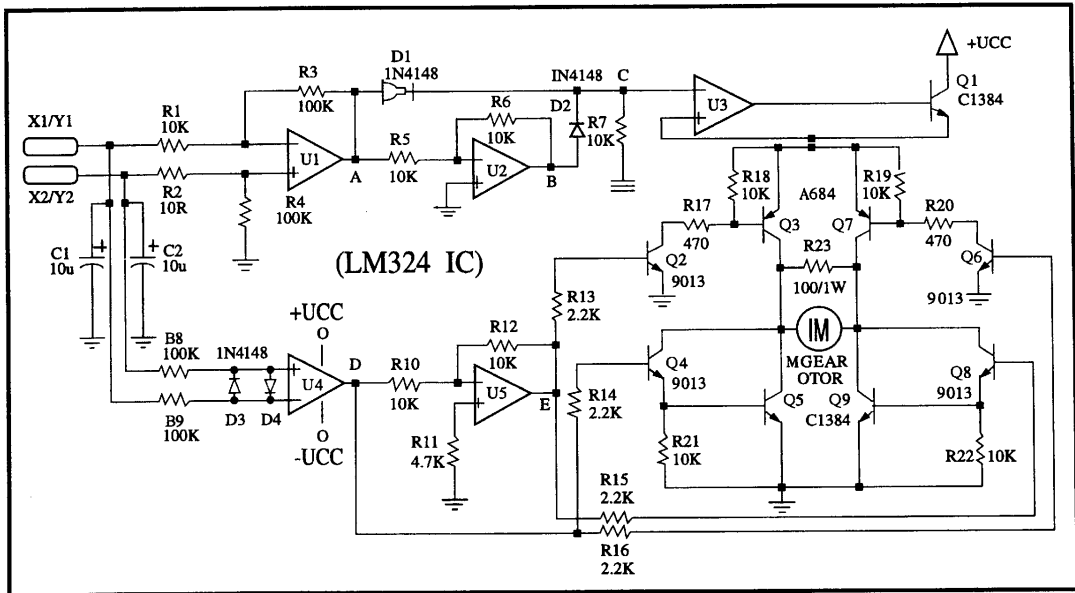 +UCC
Q1
C1384
D1
1N4148
IN4148
C
D2
U3
R3
100K
X1/Y1
R1
10K
R6
10K
R7
10K
U1
A
R5
10K
U2
B
X2/Y2
R2
10R
R4
100K
R18
10K
A684
R19
10K
R17
470
Q3
Q7
R20
470
C1
10u
C2
10u
(LM324 IC)
Q2
9013
R23
100/1W
Q6
9013
+UCC
R13
2.2K
IM
MGEAR
OTOR
B8
100K
1N4148
U4
D
R12
10K
R10
10K
U5
E
Q4
9013
Q8
9013
D3
D4
B9
100K
R14
2.2K
Q5
Q9
C1384
-UCC
R11
4.7K
R21
10K
R22
10K
R15
2.2K
R16
2.2K